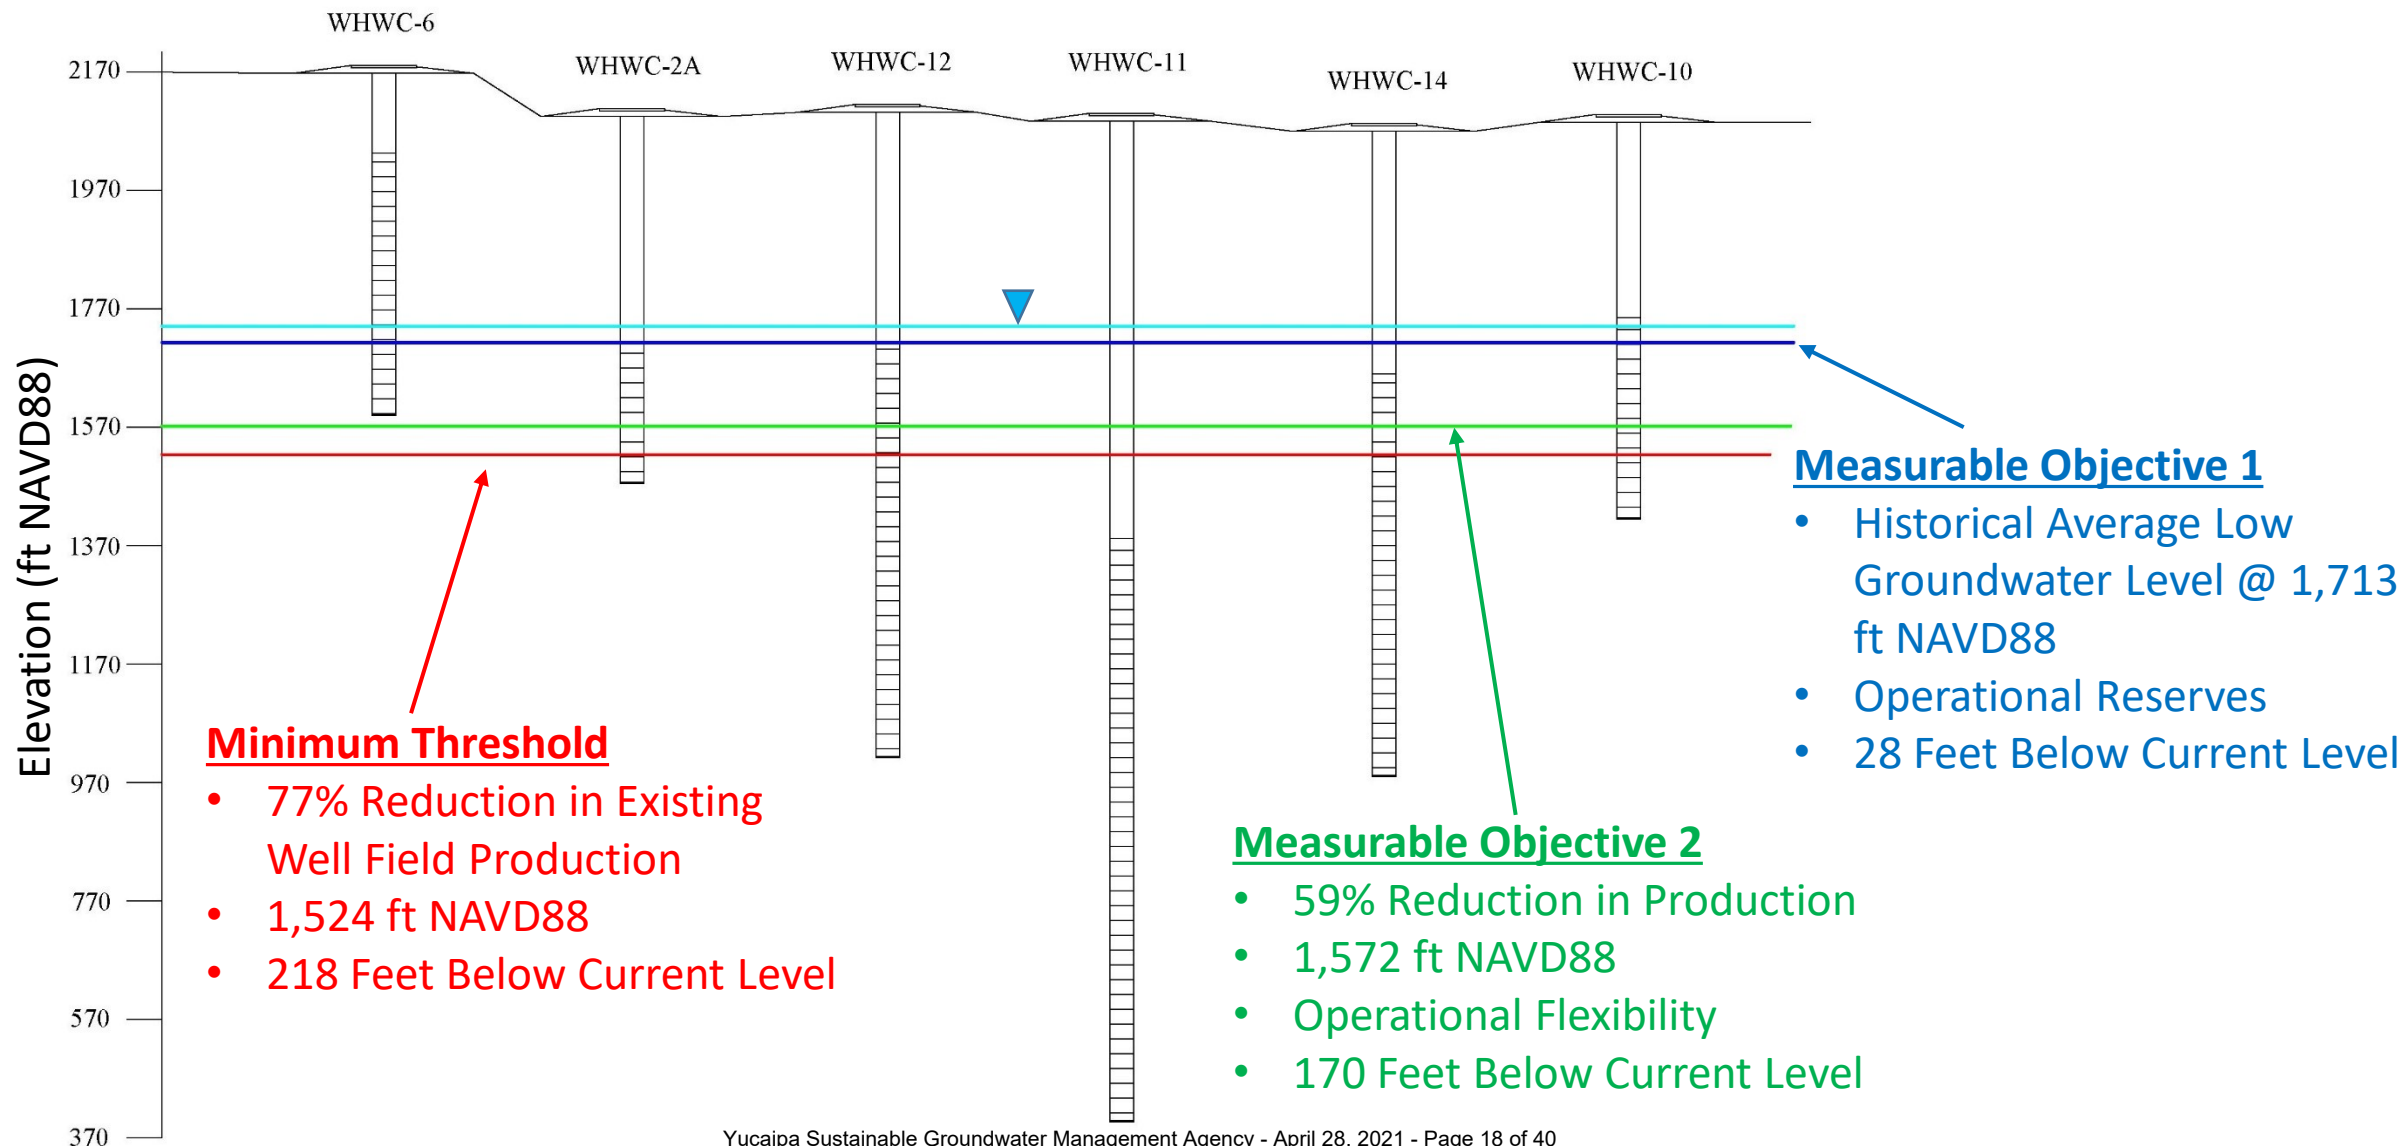 WHWC-6
WHWC-2A
WHWC-12
WHWC-11
WHWC-14
WHWC-10
Elevation (ft NAVD88)
2170
1970
1770
1570
1370
1170
970
770
570
370
Minimum Threshold
• 77% Reduction in Existing
Well Field Production
• 1,524 ft NAVD88
• 218 Feet Below Current Level
Measurable Objective 2
• 59% Reduction in Production
• 1,572 ft NAVD88
• Operational Flexibility
• 170 Feet Below Current Level
Measurable Objective 1
• Historical Average Low
Groundwater Level @ 1,713
ft NAVD88
• Operational Reserves
• 28 Feet Below Current Level
Yucaipa Sustainable Groundwater Management Agency - April 28, 2021 - Page 18 of 40